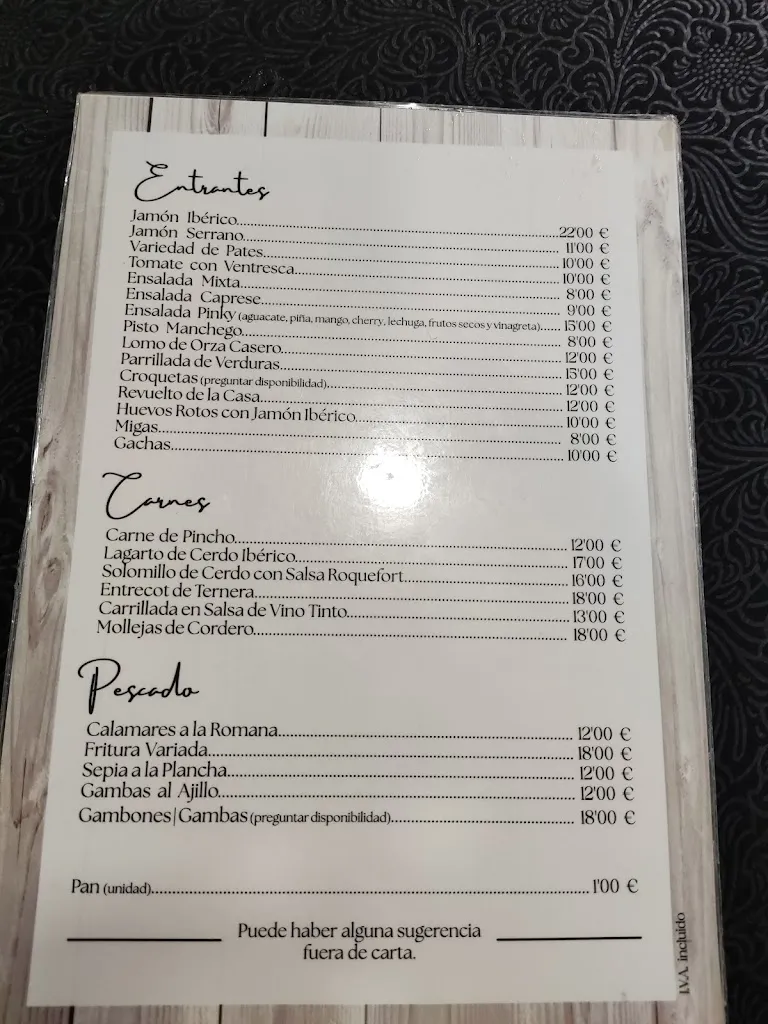 Entrantes
Jamón Ibérico........22'00 €
Jamón Serrano........11'00 €
Variedad de Pates........10'00 €
Tomate con Ventresca........10'00 €
Ensalada Mixta........8'00 €
Ensalada Caprese........9'00 €
Ensalada Pinky (aguacate, piña, mango, cherry, lechuga, frutos secos y vinagreta)......15'00 €
Pisto Manchego........8'00 €
Lomo de Orza Casero........12'00 €
Parrillada de Verduras........15'00 €
Croquetas (preguntar disponibilidad)........12'00 €
Revuelto de la Casa........12'00 €
Huevos Rotos con Jamón Ibérico........10'00 €
Migas........8'00 €
Gachas........10'00 €
Carnes
Carne de Pincho........12'00 €
Lagarto de Cerdo Ibérico........17'00 €
Solomillo de Cerdo con Salsa Roquefort........16'00 €
Entrecot de Ternera........18'00 €
Carrillada en Salsa de Vino Tinto........13'00 €
Mollejas de Cordero........18'00 €
Pescado
Calamares a la Romana........12'00 €
Fritura Variada........18'00 €
Sepia a la Plancha........12'00 €
Gambas al Ajillo........12'00 €
Gambones|Gambas (preguntar disponibilidad)........18'00 €
Pan (unidad)........1'00 €
Puede haber alguna sugerencia
fuera de carta.
I.V.A. incluido